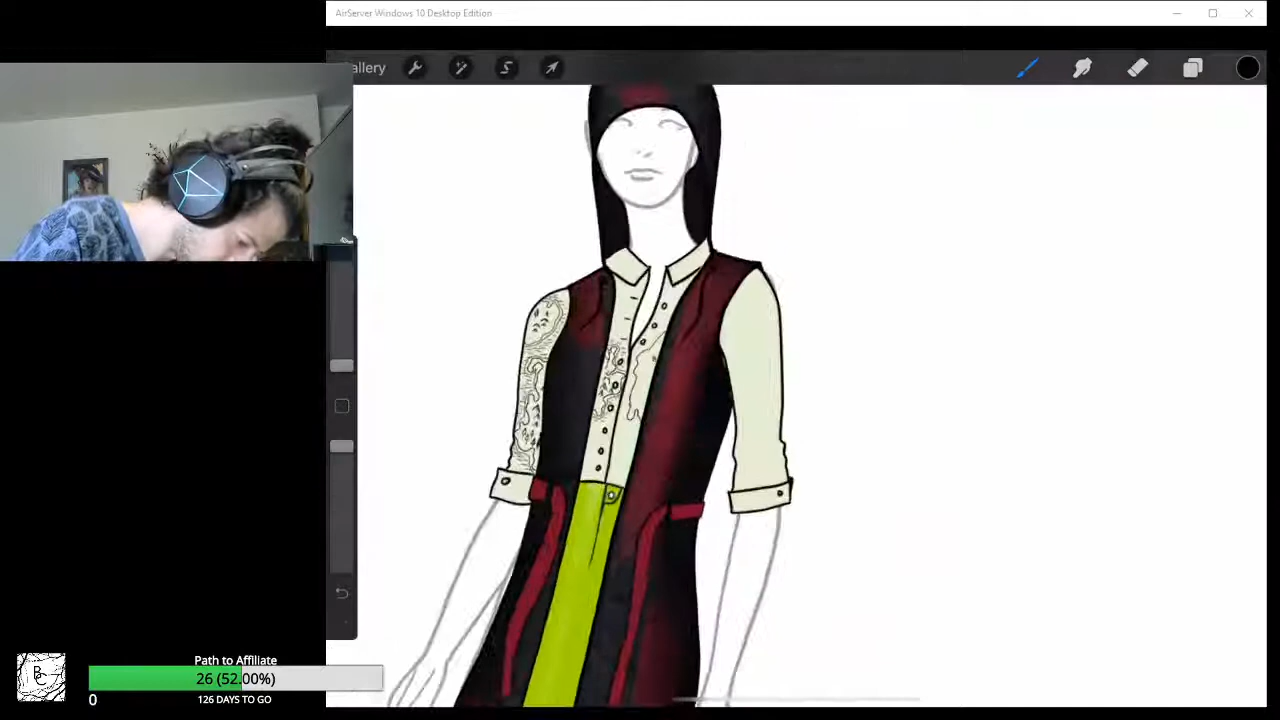 AirServer Windows 10 Desktop Edition
allery
Path to Affiliate
26 (52.00%)
0
126 DAYS TO GO